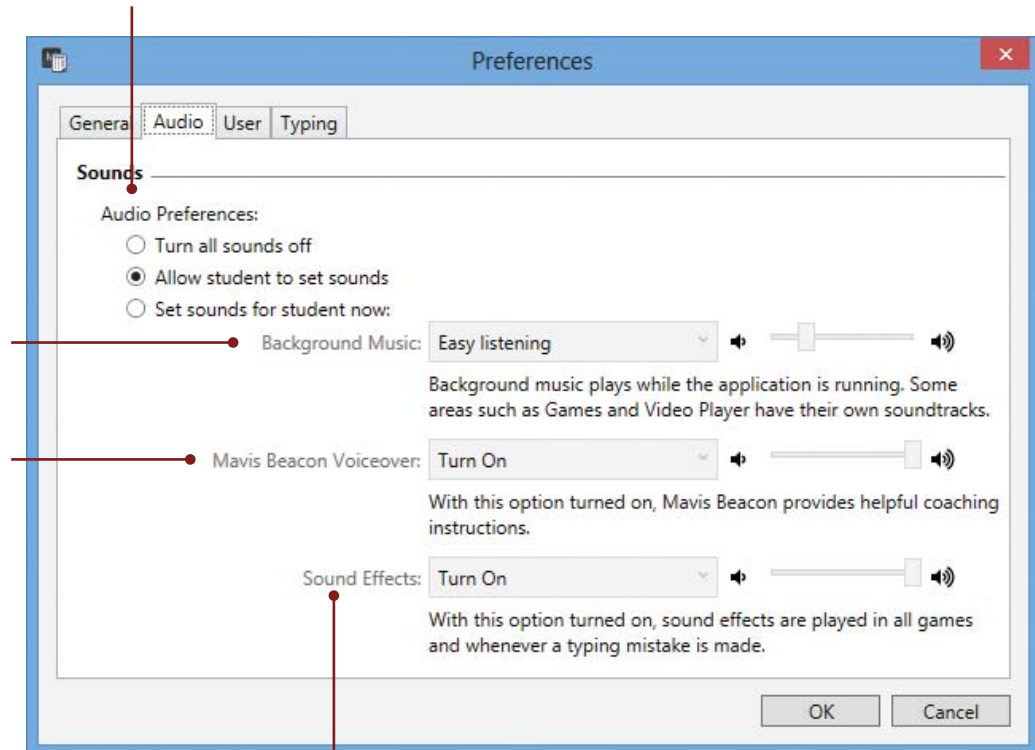 Preferences
General Audio User Typing
Sounds
Audio Preferences:
Turn all sounds off
Allow student to set sounds
Set sounds for student now:
Background Music: Easy listening
Background music plays while the application is running. Some
areas such as Games and Video Player have their own soundtracks.
Mavis Beacon Voiceover: Turn On
With this option turned on, Mavis Beacon provides helpful coaching
instructions.
Sound Effects: Turn On
With this option turned on, sound effects are played in all games
and whenever a typing mistake is made.
OK Cancel